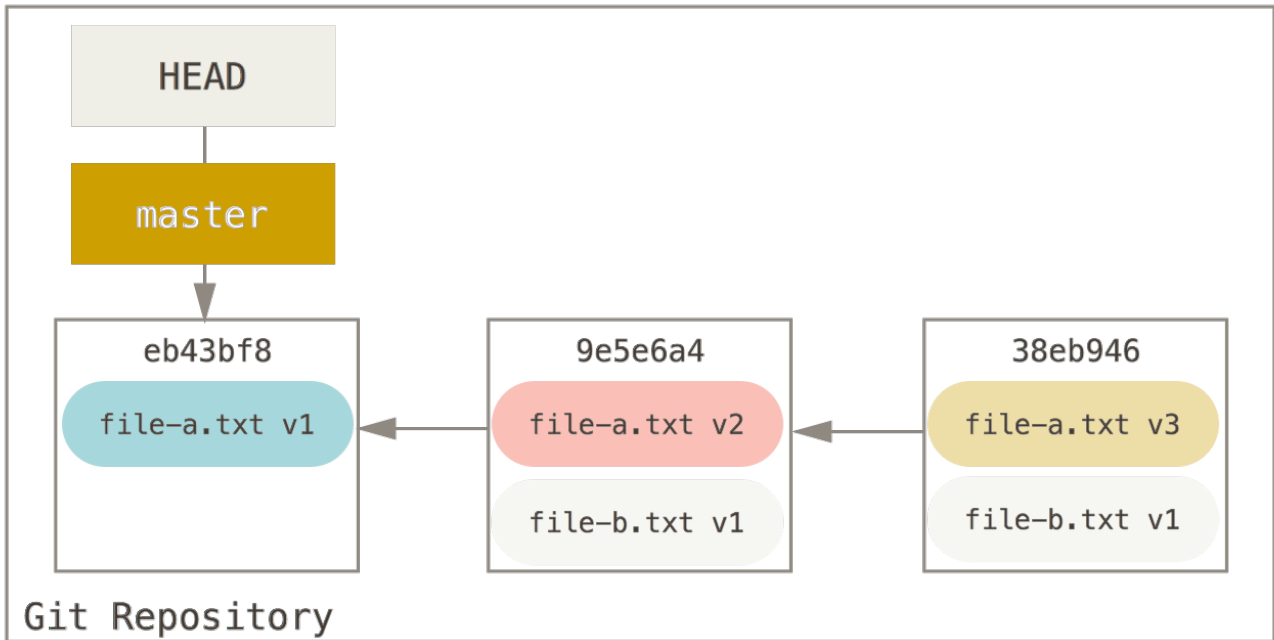 HEAD
master
eb43bf8
9e5e6a4
38eb946
file-a.txt v1
file-a.txt v2
file-a.txt v3
file-b.txt v1
file-b.txt v1
Git Repository